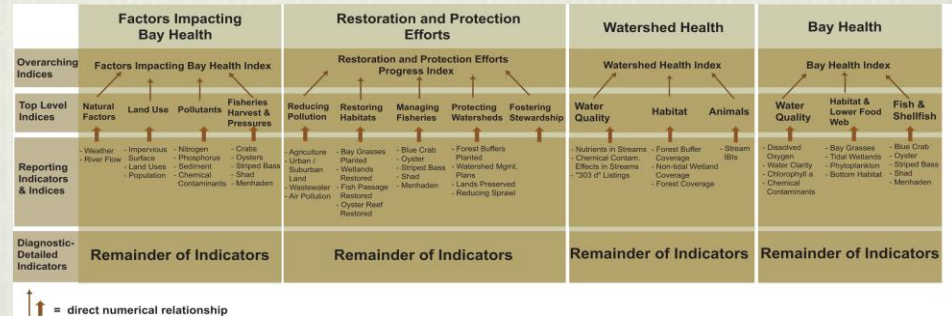 Factors Impacting
Bay Health
Restoration and Protection
Efforts
Watershed Health
Bay Health
Overarching
Indices
Factors Impacting Bay Health Index
Restoration and Protection Efforts
Progress Index
Watershed Health Index
Bay Health Index
Top Level
Indices
Natural
Factors
Land Use
Pollutants
Fisheries
Harvest &
Pressures
Reducing
Pollution
Restoring
Habitats
Managing
Fisheries
Protecting
Watersheds
Fostering
Stewardship
Water
Quality
Habitat
Animals
Water
Quality
Habitat
& Lower Food
Web
Fish &
Shellfish
Reporting
Indicators
& Indices
- Weather
- River Flow
- Impervious
Surface
- Land Uses
- Population
- Nitrogen
- Phosphorus
- Sediment
- Chemical
Contaminants
- Crabs
- Oysters
- Striped Bass
- Shad
- Menhaden
- Agriculture
- Urban /
Suburban
Land
- Wastewater
- Air Pollution
- Bay Grasses
Planted
- Wetlands
Restored
- Fish Passage
Restored
- Oyster Reef
Restored
- Blue Crab
- Oyster
- Striped Bass
- Shad
- Menhaden
- Forest Buffers
Planted
- Watershed Mgmt.
Plans
- Lands Preserved
- Reducing Sprawl
- Nutrients in Streams
- Chemical Contam.
Effects in Streams
- "303 d" Listings
- Forest Buffer
Coverage
- Non-tidal Wetland
Coverage
- Forest Coverage
- Stream
IBIs
- Dissolved
Oxygen
- Water Clarity
- Chlorophyll a
- Chemical
Contaminants
- Bay Grasses
- Tidal Wetlands
- Phytoplankton
- Bottom Habitat
- Blue Crab
- Oyster
- Striped Bass
- Shad
- Menhaden
Diagnostic-
Detailed
Indicators
Remainder of Indicators
Remainder of Indicators
Remainder of Indicators
Remainder of Indicators
= direct numerical relationship